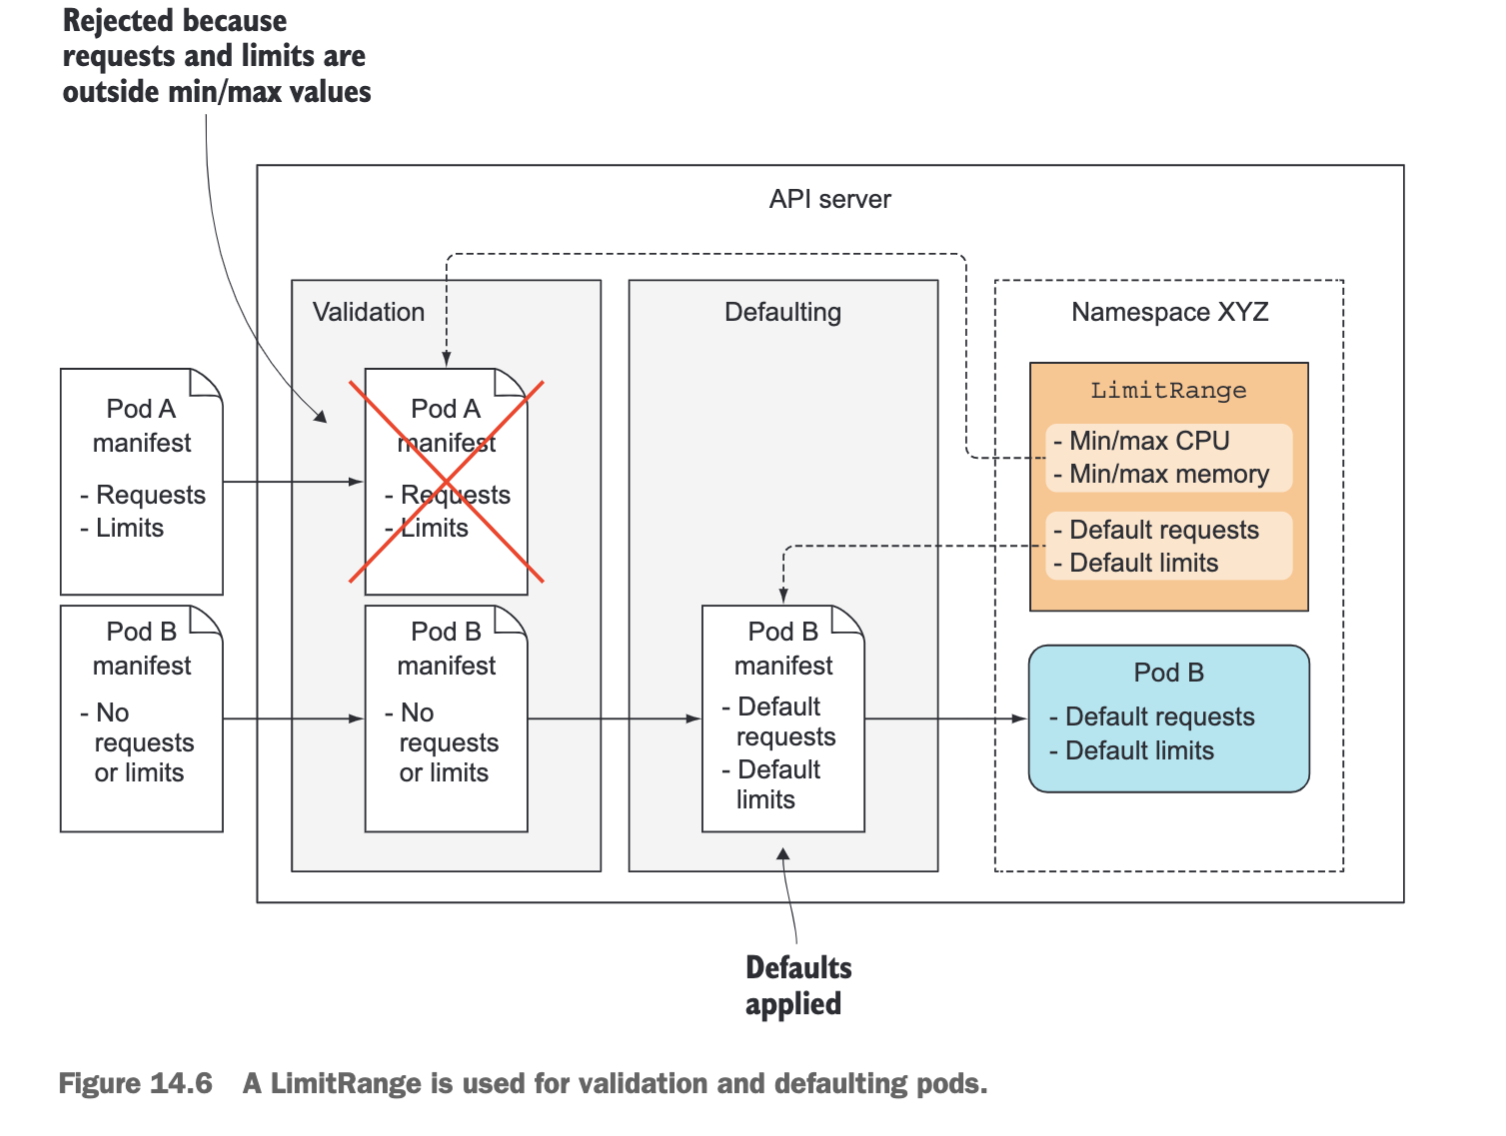 Rejected because
requests and limits are
outside min/max values
API server
Validation
Defaulting
Namespace XYZ
Pod A
manifest
- Requests
- Limits
Pod A
manifest
- Requests
- Limits
LimitRange
- Min/max CPU
- Min/max memory
- Default requests
- Default limits
Pod B
manifest
- No
requests
or limits
Pod B
manifest
- No
requests
or limits
Pod B
manifest
- Default
requests
- Default
limits
Pod B
- Default requests
- Default limits
Defaults
applied
Figure 14.6 A LimitRange is used for validation and defaulting pods.